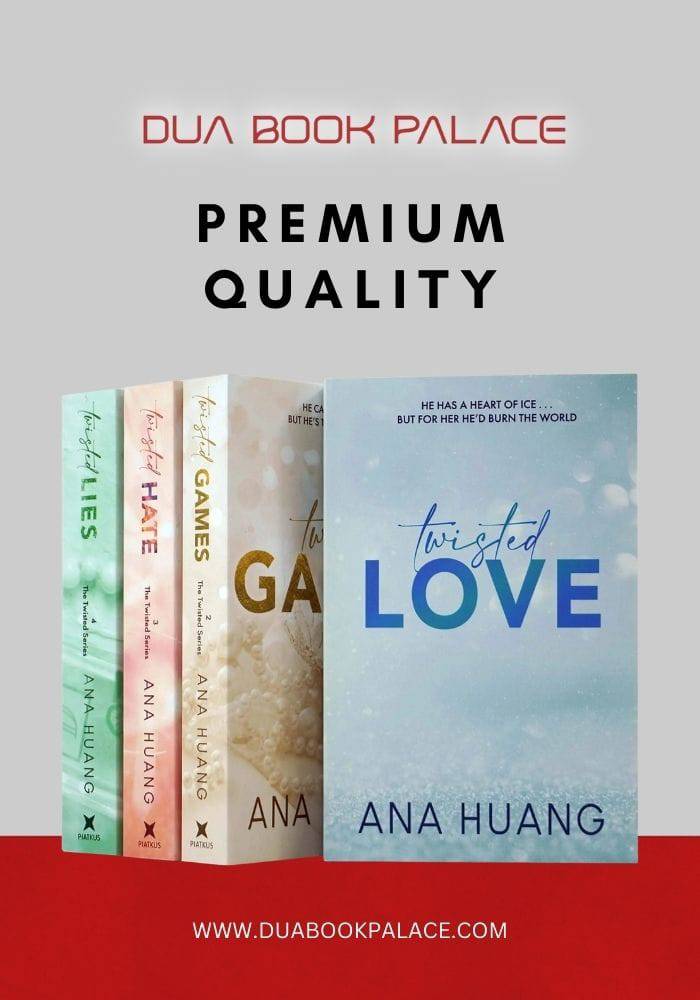 DUA BOOK PALACE
PREMIUM
QUALITY
twisted LIES
4
The Twisted Series
ANA HUANG
PIATKUS
twisted HATE
3
The Twisted Series
ANA HUANG
PIATKUS
twisted GAMES
2
The Twisted Series
ANA HUANG
PIATKUS
HE CA
BUT HE'S T
tw
GA
ANA
HE HAS A HEART OF ICE . . .
BUT FOR HER HE'D BURN THE WORLD
twisted
LOVE
ANA HUANG
WWW.DUABOOKPALACE.COM